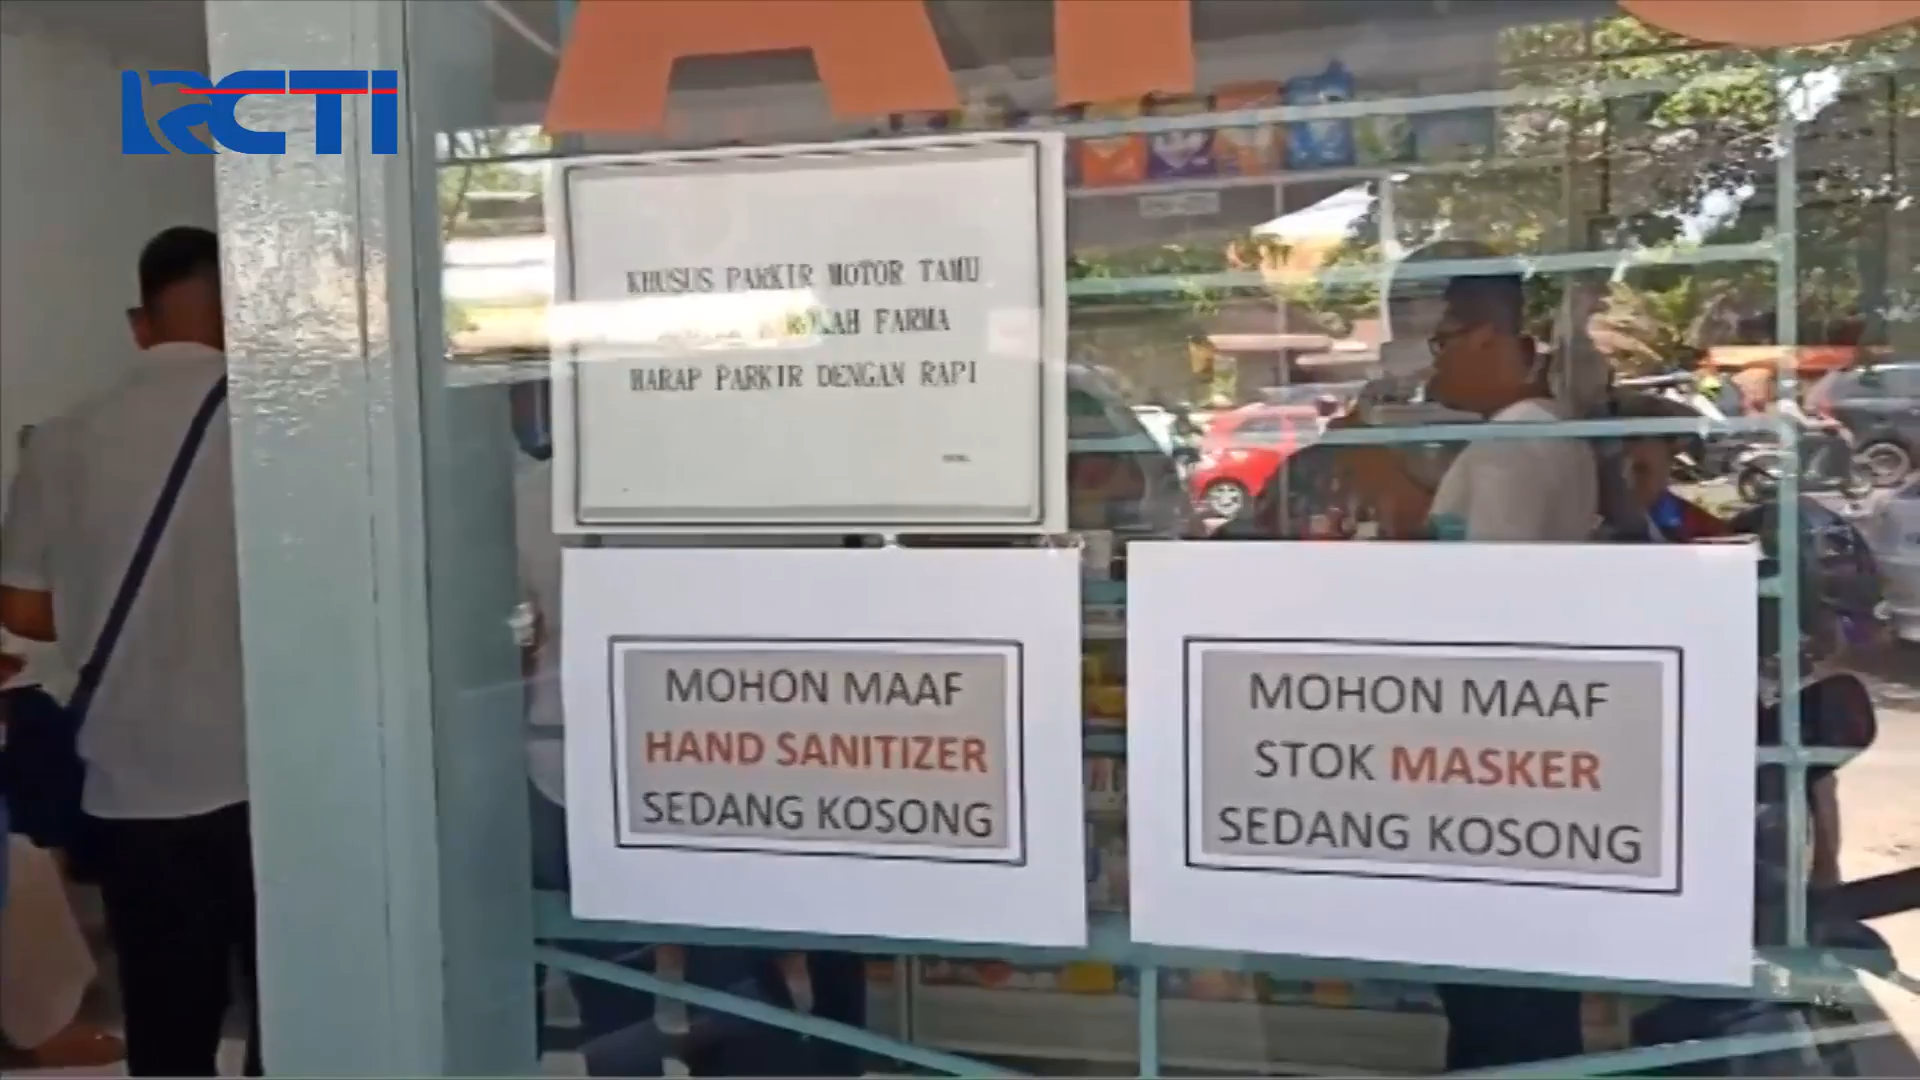 RCTI
AP
KHUSUS PARKIR MOTOR TAMU
FARMA
HARAP PARKIR DENGAN RAPI
MOHON MAAF
HAND SANITIZER
SEDANG KOSONG
MOHON MAAF
STOK MASKER
SEDANG KOSONG